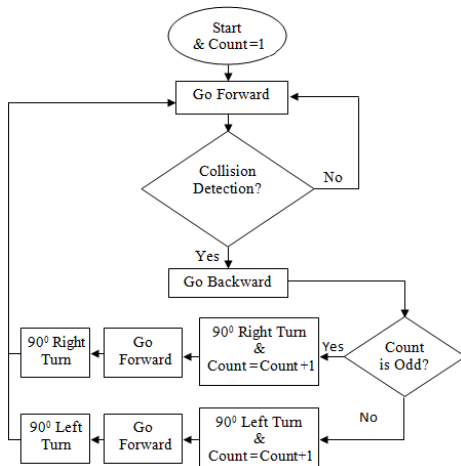 Start
& Count=1
Go Forward
Collision
Detection?
No
Yes
Go Backward
Count
is Odd?
Yes
90⁰ Right Turn
&
Count=Count+1
Go
Forward
90⁰ Right
Turn
No
90⁰ Left Turn
&
Count=Count+1
Go
Forward
90⁰ Left
Turn